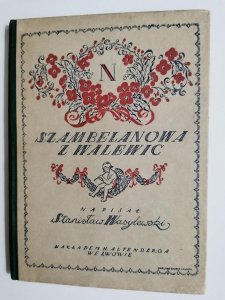 N
SZAMBELANOWA
Z WALEWIC
NAPISAŁ
Stanisław Wasylewski
NAKŁADEM H. ALTENBERGA
WE LWOWIE